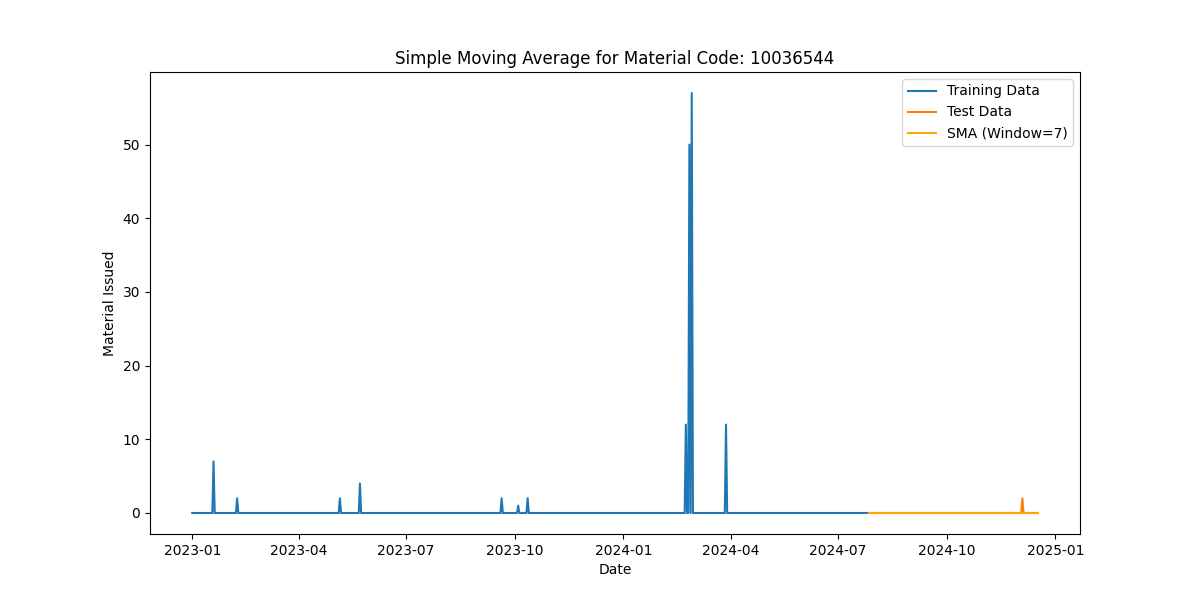 Simple Moving Average for Material Code: 10036544
Training Data
Test Data
SMA (Window=7)
Material Issued
50
40
30
20
10
0
2023-01 2023-04 2023-07 2023-10 2024-01 2024-04 2024-07 2024-10 2025-01
Date